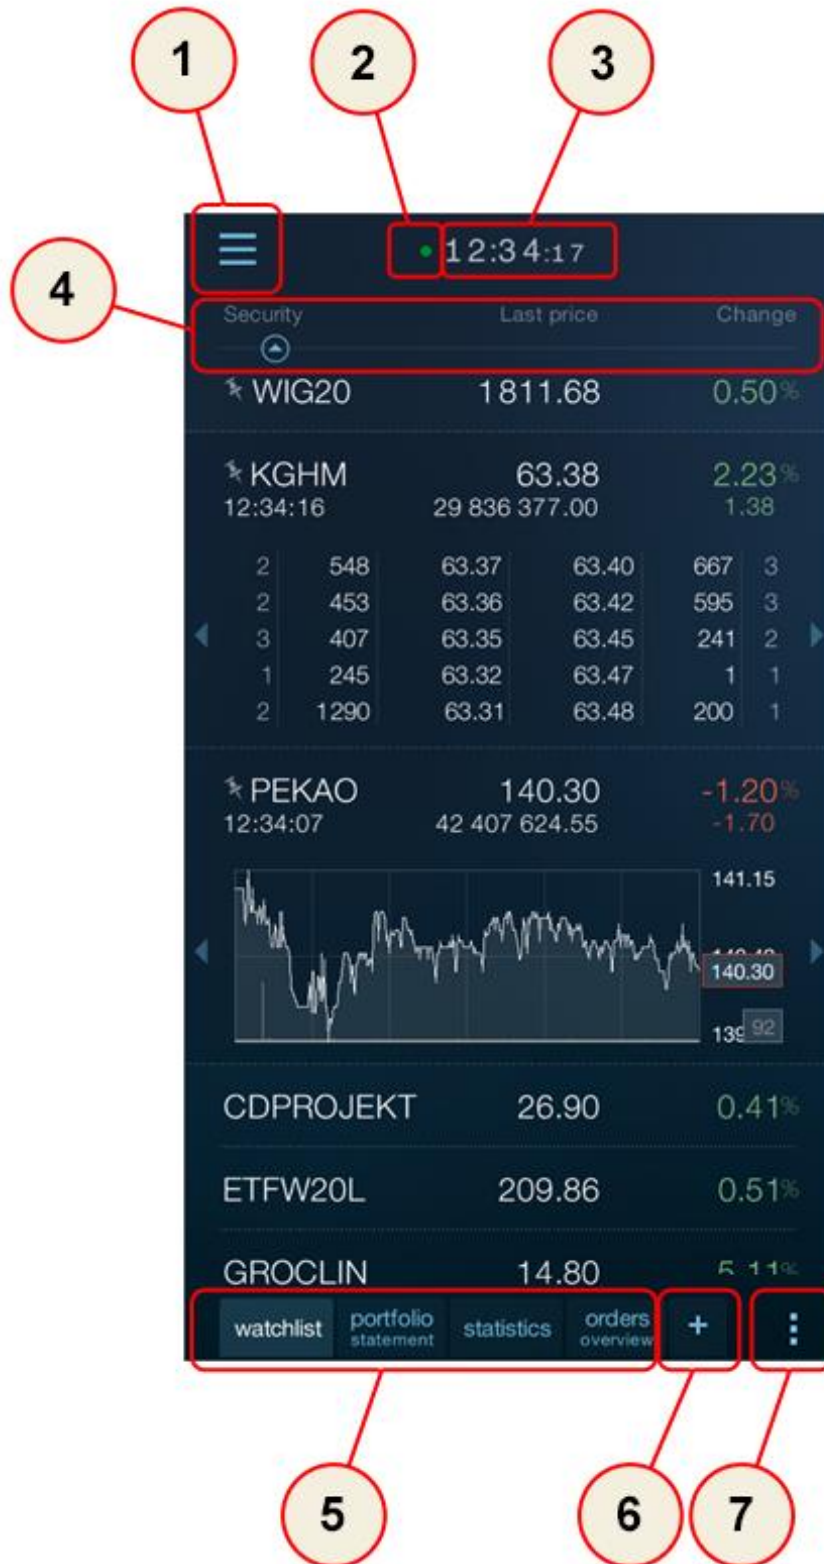 1 2 3
12:34:17
4
Security Last price Change
WIG20 1811.68 0.50%
KGHM 63.38 2.23%
12:34:16 29 836 377.00 1.38
2 548 63.37 63.40 667 3
2 453 63.36 63.42 595 3
3 407 63.35 63.45 241 2
1 245 63.32 63.47 1 1
2 1290 63.31 63.48 200 1
PEKAO 140.30 -1.20%
12:34:07 42 407 624.55 -1.70
141.15
140.30
92
CDPROJEKT 26.90 0.41%
ETFW20L 209.86 0.51%
GROCLIN 14.80 5.11%
watchlist portfolio statement statistics orders overview +
5 6 7